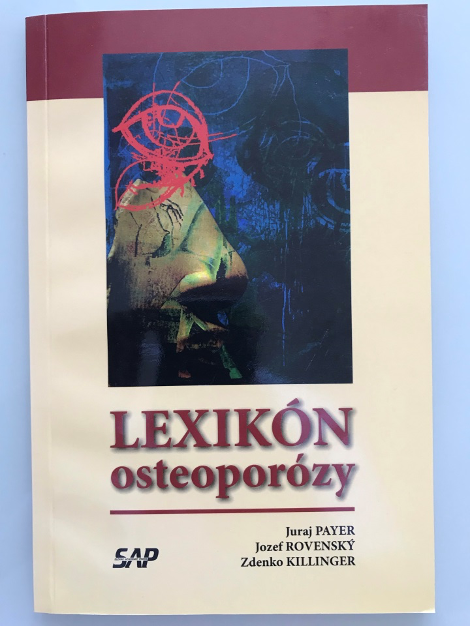 LEXIKÓN
osteoporózy
Juraj PAYER
Jozef ROVENSKÝ
Zdenko KILLINGER
SAP